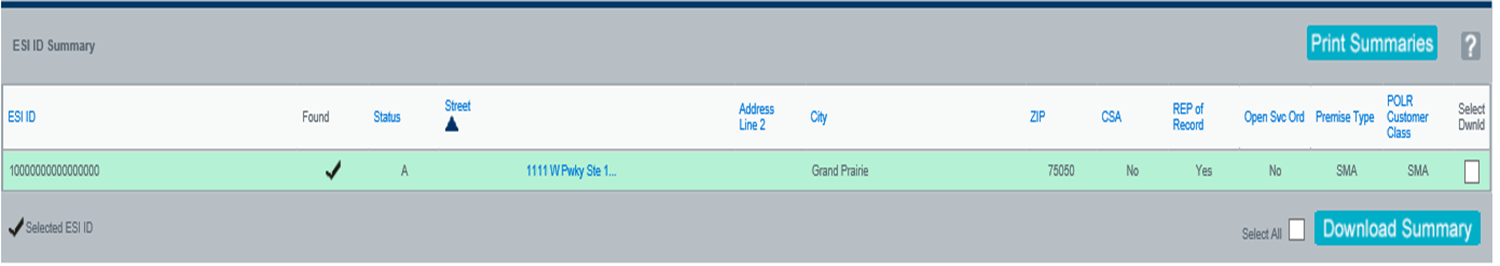 ESI ID Summary
Print Summaries
?
ESI ID Found Status Street Address Line 2 City ZIP CSA REP of Record Open Svc Ord Premise Type POLR Customer Class Select Dwnld
10000000000000000 A 1111 W Pwky Ste 1... Grand Prairie 75050 No Yes No SMA SMA
Selected ESI ID
Select All Download Summary